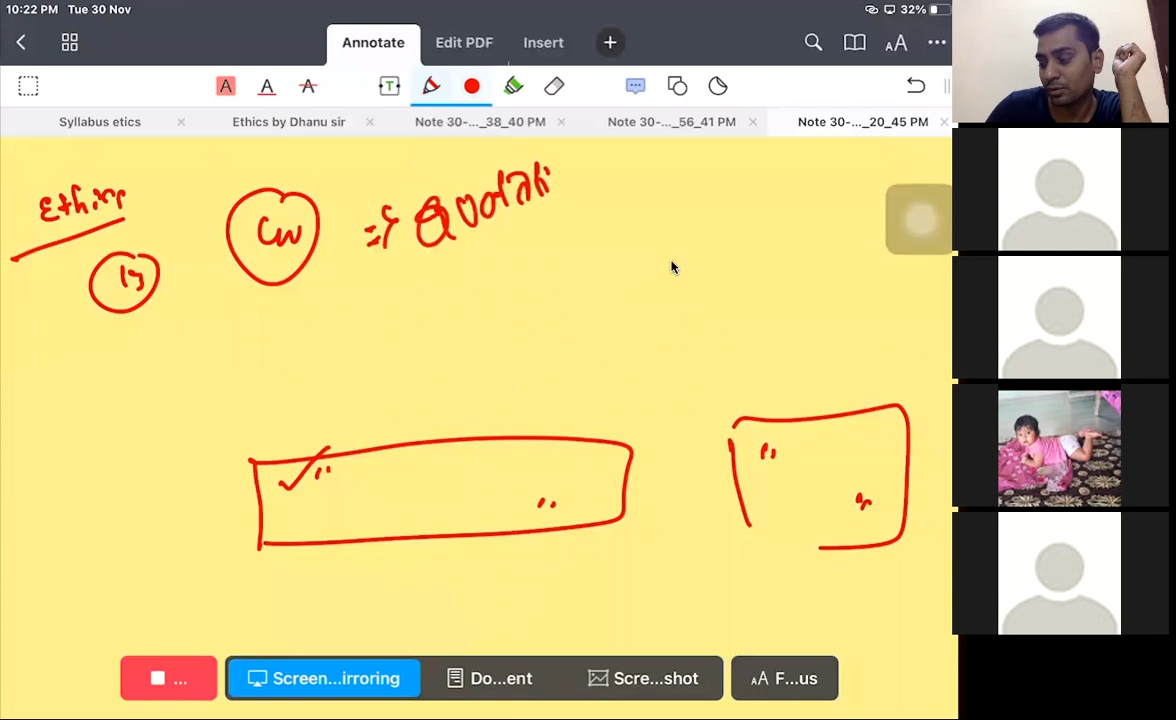 10:22 PM Tue 30 Nov
32%
Annotate
Edit PDF
Insert
Syllabus etics
Ethics by Dhanu sir
Note 30-..._38_40 PM
Note 30-..._56_41 PM
Note 30-..._20_45 PM
Ethics
Screen...irroring
Do...ent
Scre...shot
AA F...us